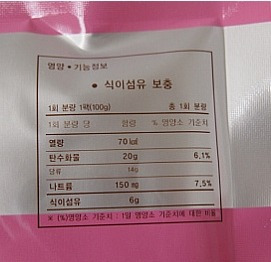 영양 • 기능정보
• 식이섬유 보충
1회 분량 1팩(100g) 총 1회 분량
1회 분량 당 함량 % 영양소 기준치
열량 70 ㎉
탄수화물 20g 6.1%
당류 14g
나트륨 150 mg 7.5%
식이섬유 6g
※ (%)영양소 기준치 : 1일 영양소 기준치에 대한 비율